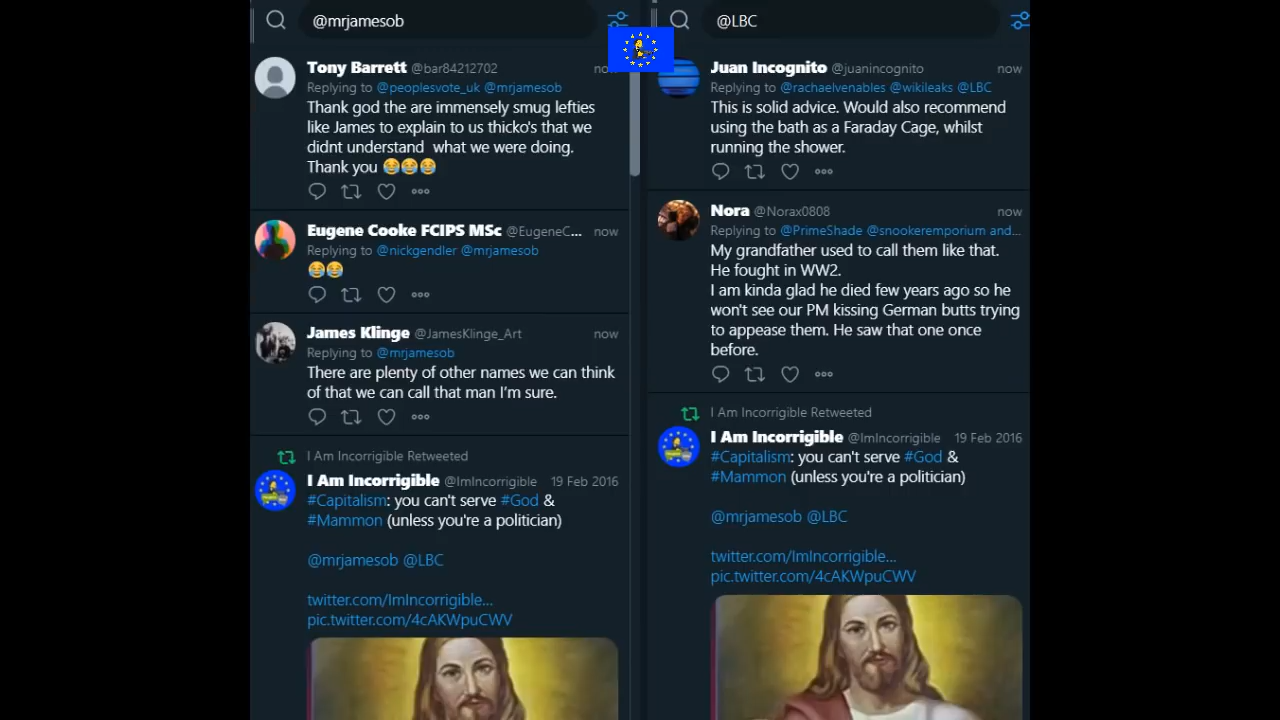 @mrjamesob
Tony Barrett @bar84212702 now
Replying to @peoplesvote_uk @mrjamesob
Thank god the are immensely smug lefties
like James to explain to us thicko's that we
didnt understand what we were doing.
Thank you 😂😂😂
Eugene Cooke FCIPS MSc @EugeneC... now
Replying to @nickgendler @mrjamesob
😂😂
James Klinge @JamesKlinge_Art now
Replying to @mrjamesob
There are plenty of other names we can think
of that we can call that man I'm sure.
I Am Incorrigible Retweeted
I Am Incorrigible @ImIncorrigible 19 Feb 2016
#Capitalism: you can't serve #God &
#Mammon (unless you're a politician)
@mrjamesob @LBC
twitter.com/ImIncorrigible...
pic.twitter.com/4cAKWpuCWV
@LBC
Juan Incognito @juanincognito now
Replying to @rachaelvenables @wikileaks @LBC
This is solid advice. Would also recommend
using the bath as a Faraday Cage, whilst
running the shower.
Nora @Norax0808 now
Replying to @PrimeShade @snookeremporium and...
My grandfather used to call them like that.
He fought in WW2.
I am kinda glad he died few years ago so he
won't see our PM kissing German butts trying
to appease them. He saw that one once
before.
I Am Incorrigible Retweeted
I Am Incorrigible @ImIncorrigible 19 Feb 2016
#Capitalism: you can't serve #God &
#Mammon (unless you're a politician)
@mrjamesob @LBC
twitter.com/ImIncorrigible...
pic.twitter.com/4cAKWpuCWV